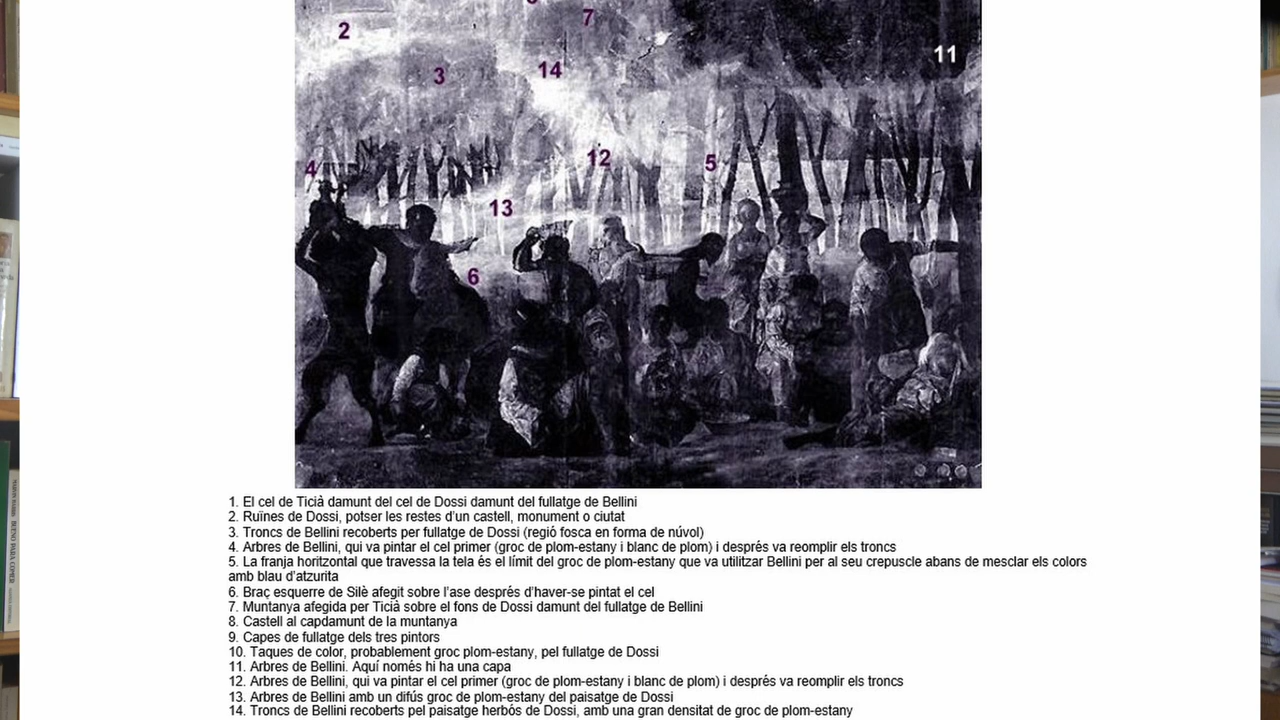 2
7
3
14
11
4
12
5
13
6
1. El cel de Ticià damunt del cel de Dossi damunt del fullatge de Bellini
2. Ruïnes de Dossi, potser les restes d'un castell, monument o ciutat
3. Troncs de Bellini recoberts per fullatge de Dossi (regió fosca en forma de núvol)
4. Arbres de Bellini, qui va pintar el cel primer (groc de plom-estany i blanc de plom) i després va reomplir els troncs
5. La franja horitzontal que travessa la tela és el límit del groc de plom-estany que va utilitzar Bellini per al seu crepuscle abans de mesclar els colors
amb blau d'atzurita
6. Braç esquerre de Silè afegit sobre l'ase després d'haver-se pintat el cel
7. Muntanya afegida per Ticià sobre el fons de Dossi damunt del fullatge de Bellini
8. Castell al capdamunt de la muntanya
9. Capes de fullatge dels tres pintors
10. Taques de color, probablement groc plom-estany, pel fullatge de Dossi
11. Arbres de Bellini. Aquí només hi ha una capa
12. Arbres de Bellini, qui va pintar el cel primer (groc de plom-estany i blanc de plom) i després va reomplir els troncs
13. Arbres de Bellini amb un difús groc de plom-estany del paisatge de Dossi
14. Troncs de Bellini recoberts pel paisatge herbós de Dossi, amb una gran densitat de groc de plom-estany